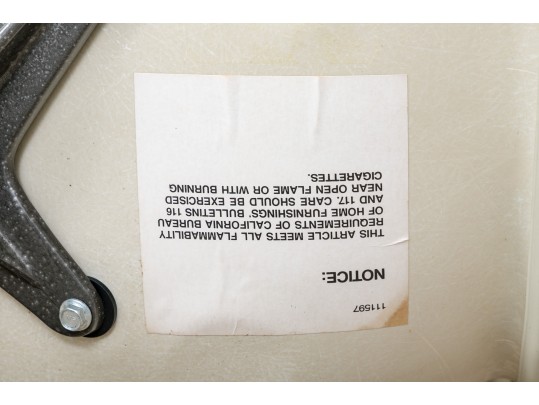 111597
NOTICE:
THIS ARTICLE MEETS ALL FLAMMABILITY
REQUIREMENTS OF CALIFORNIA BUREAU
OF HOME FURNISHINGS' BULLETINS 116
AND 117. CARE SHOULD BE EXERCISED
NEAR OPEN FLAME OR WITH BURNING
CIGARETTES.